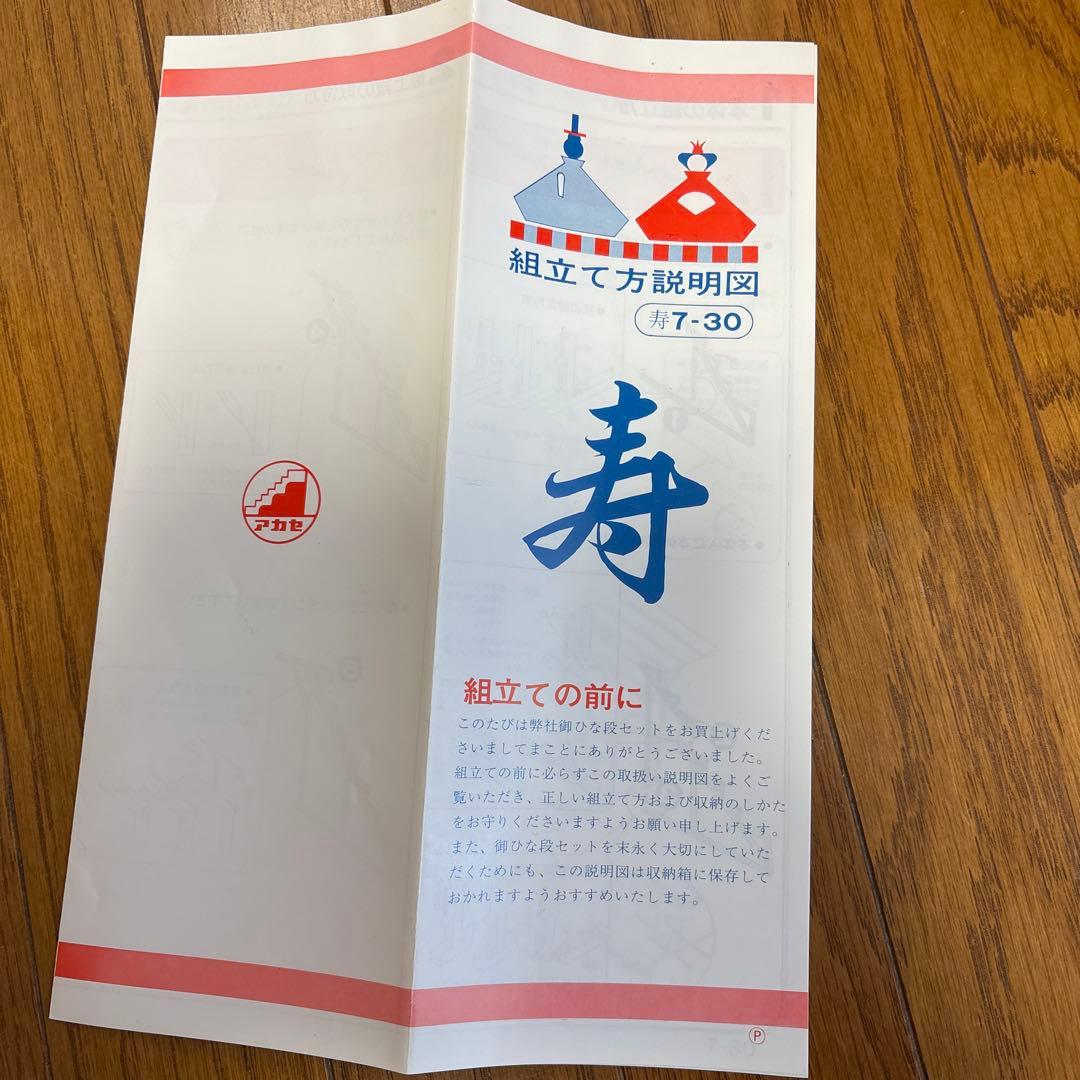 組立て方説明図
寿7-30
寿
アカセ
組立ての前に
このたびは弊社御ひな段セットをお買上げくだ
さいましてまことにありがとうございました。
組立ての前に必らずこの取扱い説明図をよくご
覧いただき、正しい組立て方および収納のしかた
をお守りくださいますようお願い申し上げます。
また、御ひな段セットを末永く大切にしていた
だくためにも、この説明図は収納箱に保存して
おかれますようおすすめいたします。
P
7-30